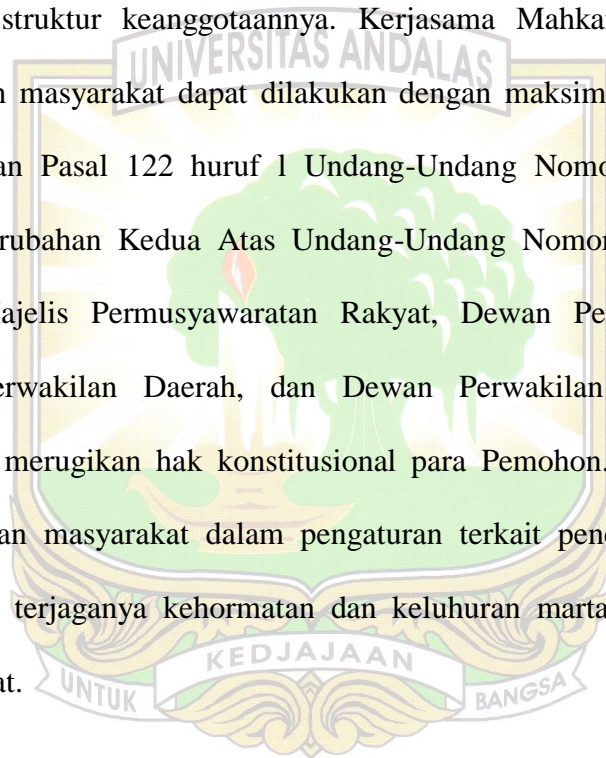 struktur keanggotaannya. Kerjasama Mahka
UNIVERSITAS ANDALAS
n masyarakat dapat dilakukan dengan maksim
an Pasal 122 huruf l Undang-Undang Nomo
rubahan Kedua Atas Undang-Undang Nomor
ajelis Permusyawaratan Rakyat, Dewan Pe
erwakilan Daerah, dan Dewan Perwakilan
merugikan hak konstitusional para Pemohon.
an masyarakat dalam pengaturan terkait pene
terjaganya kehormatan dan keluhuran marta
at.
UNTUK KEDJAJAAN BANGSA